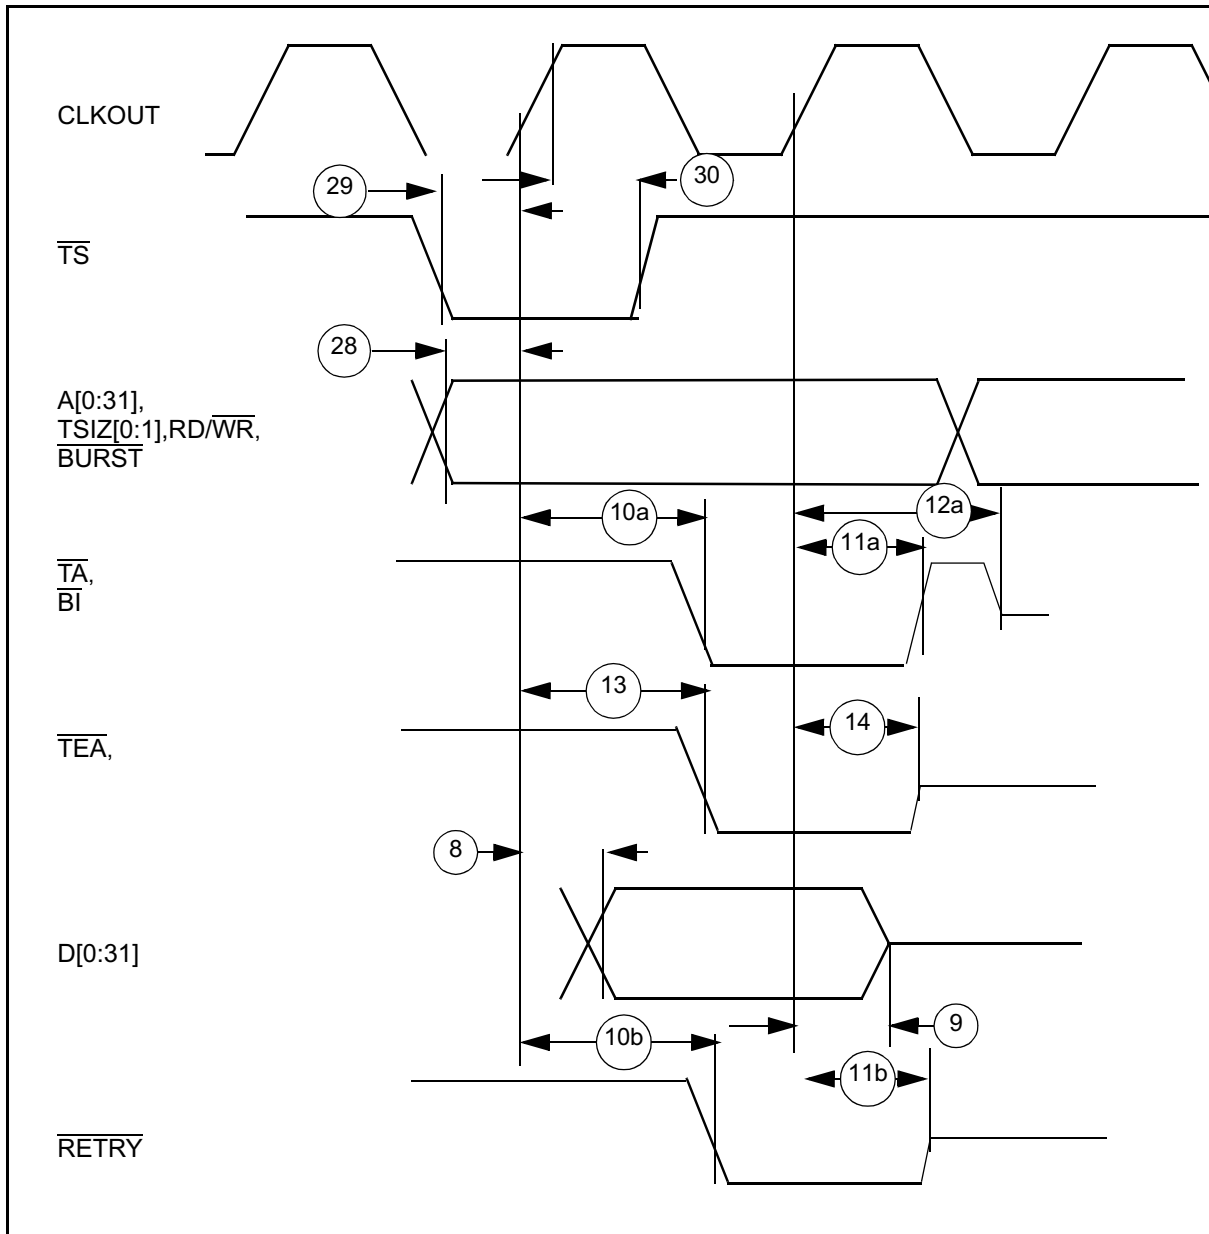 CLKOUT
29
30
TS
28
A[0:31],
TSIZ[0:1],RD/WR,
BURST
10a
12a
11a
TA,
BI
13
14
TEA,
8
D[0:31]
9
10b
11b
RETRY